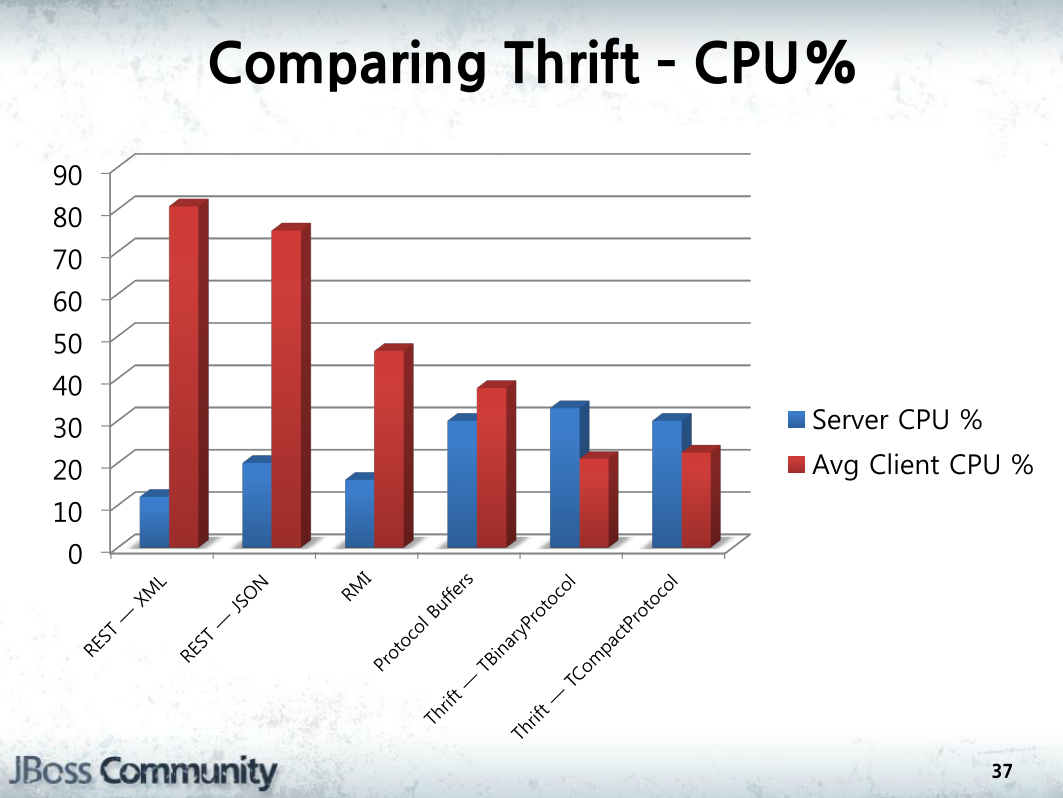 Comparing Thrift - CPU%
90
80
70
60
50
40
30
20
10
0
REST — XML
REST — JSON
RMI
Protocol Buffers
Thrift — TBinaryProtocol
Thrift — TCompactProtocol
Server CPU %
Avg Client CPU %
JBoss Community
37